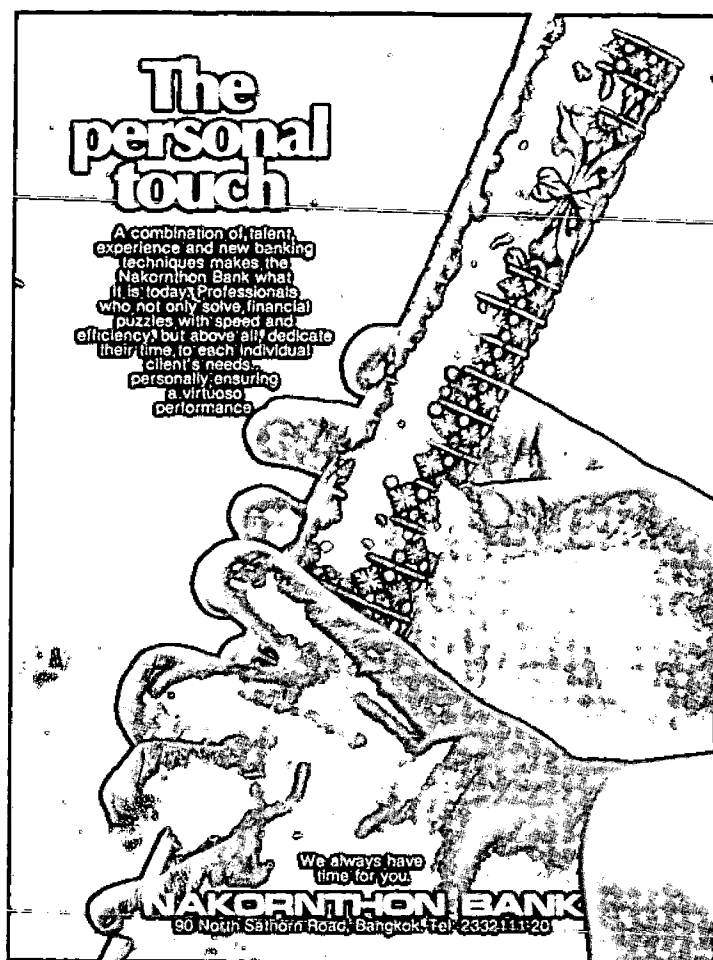 The
personal
touch
A combination of talent,
experience and new banking
techniques makes the
Nakornthon Bank what
it is today. Professionals
who not only solve financial
puzzles with speed and
efficiency, but above all, dedicate
their time to each individual
client's needs...
personally ensuring
a virtuoso
performance
We always have
time for you.
NAKORNTHON BANK
90 North Sathorn Road, Bangkok. Tel: 2332111-20